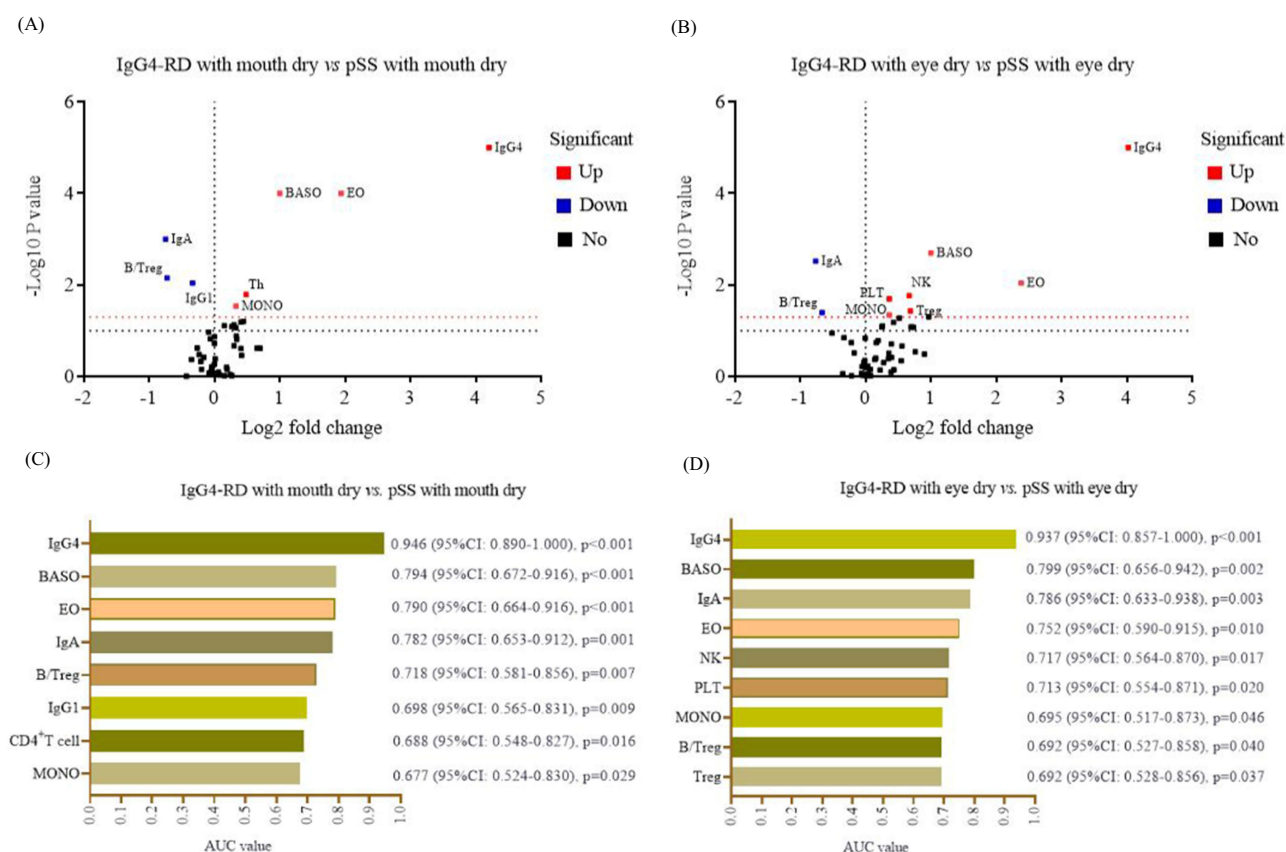 (A)
IgG4-RD with mouth dry vs pSS with mouth dry
6
4
2
0
-Log10 P value
IgG4
BASO
EO
IgA
B/Treg
IgG1
Th
MONO
-2
-1
0
1
2
3
4
5
Log2 fold change
Significant
Up
Down
No
(B)
IgG4-RD with eye dry vs pSS with eye dry
6
4
2
0
-Log10 P value
IgG4
BASO
IgA
EO
NK
PLT
B/Treg
MONO
Treg
-2
-1
0
1
2
3
4
5
Log2 fold change
Significant
Up
Down
No
(C)
IgG4-RD with mouth dry vs. pSS with mouth dry
IgG4 0.946 (95%CI: 0.890-1.000), p<0.001
BASO 0.794 (95%CI: 0.672-0.916), p<0.001
EO 0.790 (95%CI: 0.664-0.916), p<0.001
IgA 0.782 (95%CI: 0.653-0.912), p=0.001
B/Treg 0.718 (95%CI: 0.581-0.856), p=0.007
IgG1 0.698 (95%CI: 0.565-0.831), p=0.009
CD4⁺T cell 0.688 (95%CI: 0.548-0.827), p=0.016
MONO 0.677 (95%CI: 0.524-0.830), p=0.029
0.0
0.1
0.2
0.3
0.4
0.5
0.6
0.7
0.8
0.9
1.0
AUC value
(D)
IgG4-RD with eye dry vs. pSS with eye dry
IgG4 0.937 (95%CI: 0.857-1.000), p<0.001
BASO 0.799 (95%CI: 0.656-0.942), p=0.002
IgA 0.786 (95%CI: 0.633-0.938), p=0.003
EO 0.752 (95%CI: 0.590-0.915), p=0.010
NK 0.717 (95%CI: 0.564-0.870), p=0.017
PLT 0.713 (95%CI: 0.554-0.871), p=0.020
MONO 0.695 (95%CI: 0.517-0.873), p=0.046
B/Treg 0.692 (95%CI: 0.527-0.858), p=0.040
Treg 0.692 (95%CI: 0.528-0.856), p=0.037
0.0
0.1
0.2
0.3
0.4
0.5
0.6
0.7
0.8
0.9
1.0
AUC value